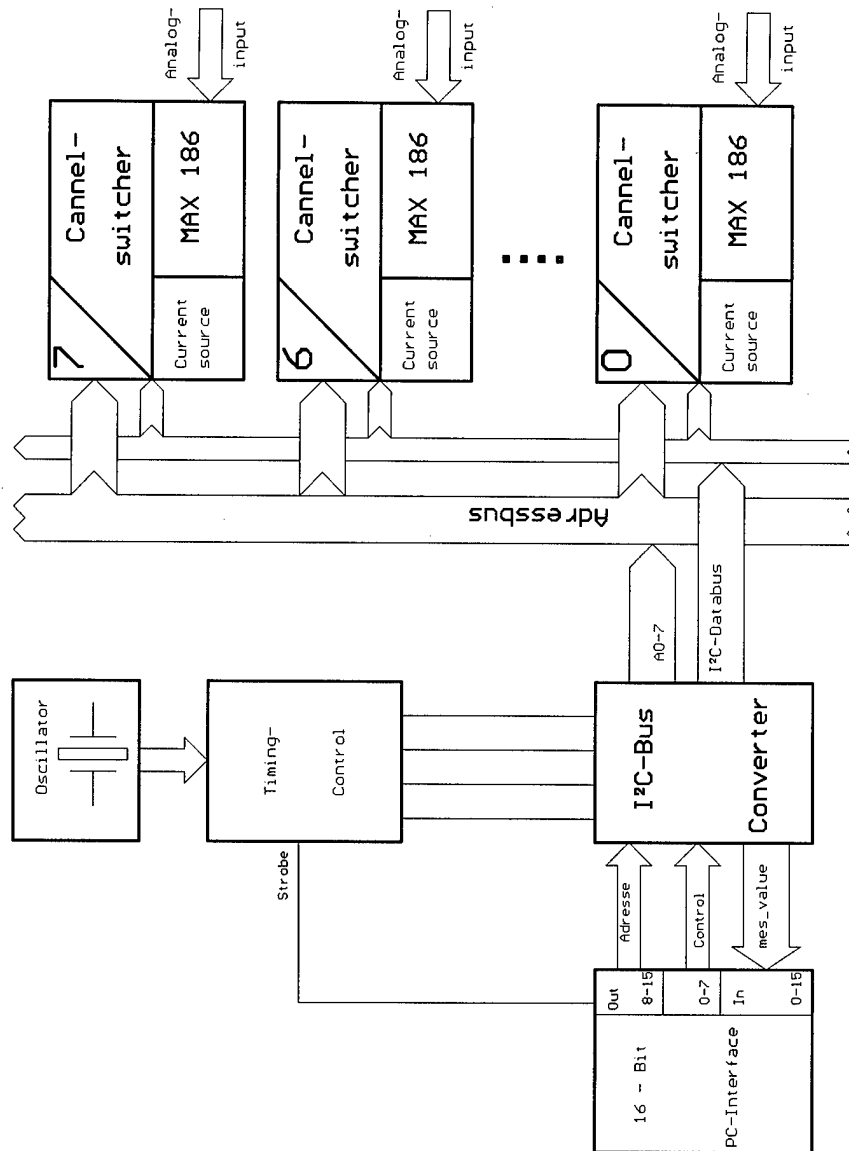 Oscillator
Timing-
Control
Strobe
16 - Bit
PC-Interface
Out
8-15
0-7
In
0-15
Adresse
Control
mes_value
I²C-Bus
Converter
A0-7
I²C-Databus
Adressbus
7
Cannel-
switcher
Current
source
MAX 186
Analog-
input
6
Cannel-
switcher
Current
source
MAX 186
Analog-
input
....
0
Cannel-
switcher
Current
source
MAX 186
Analog-
input